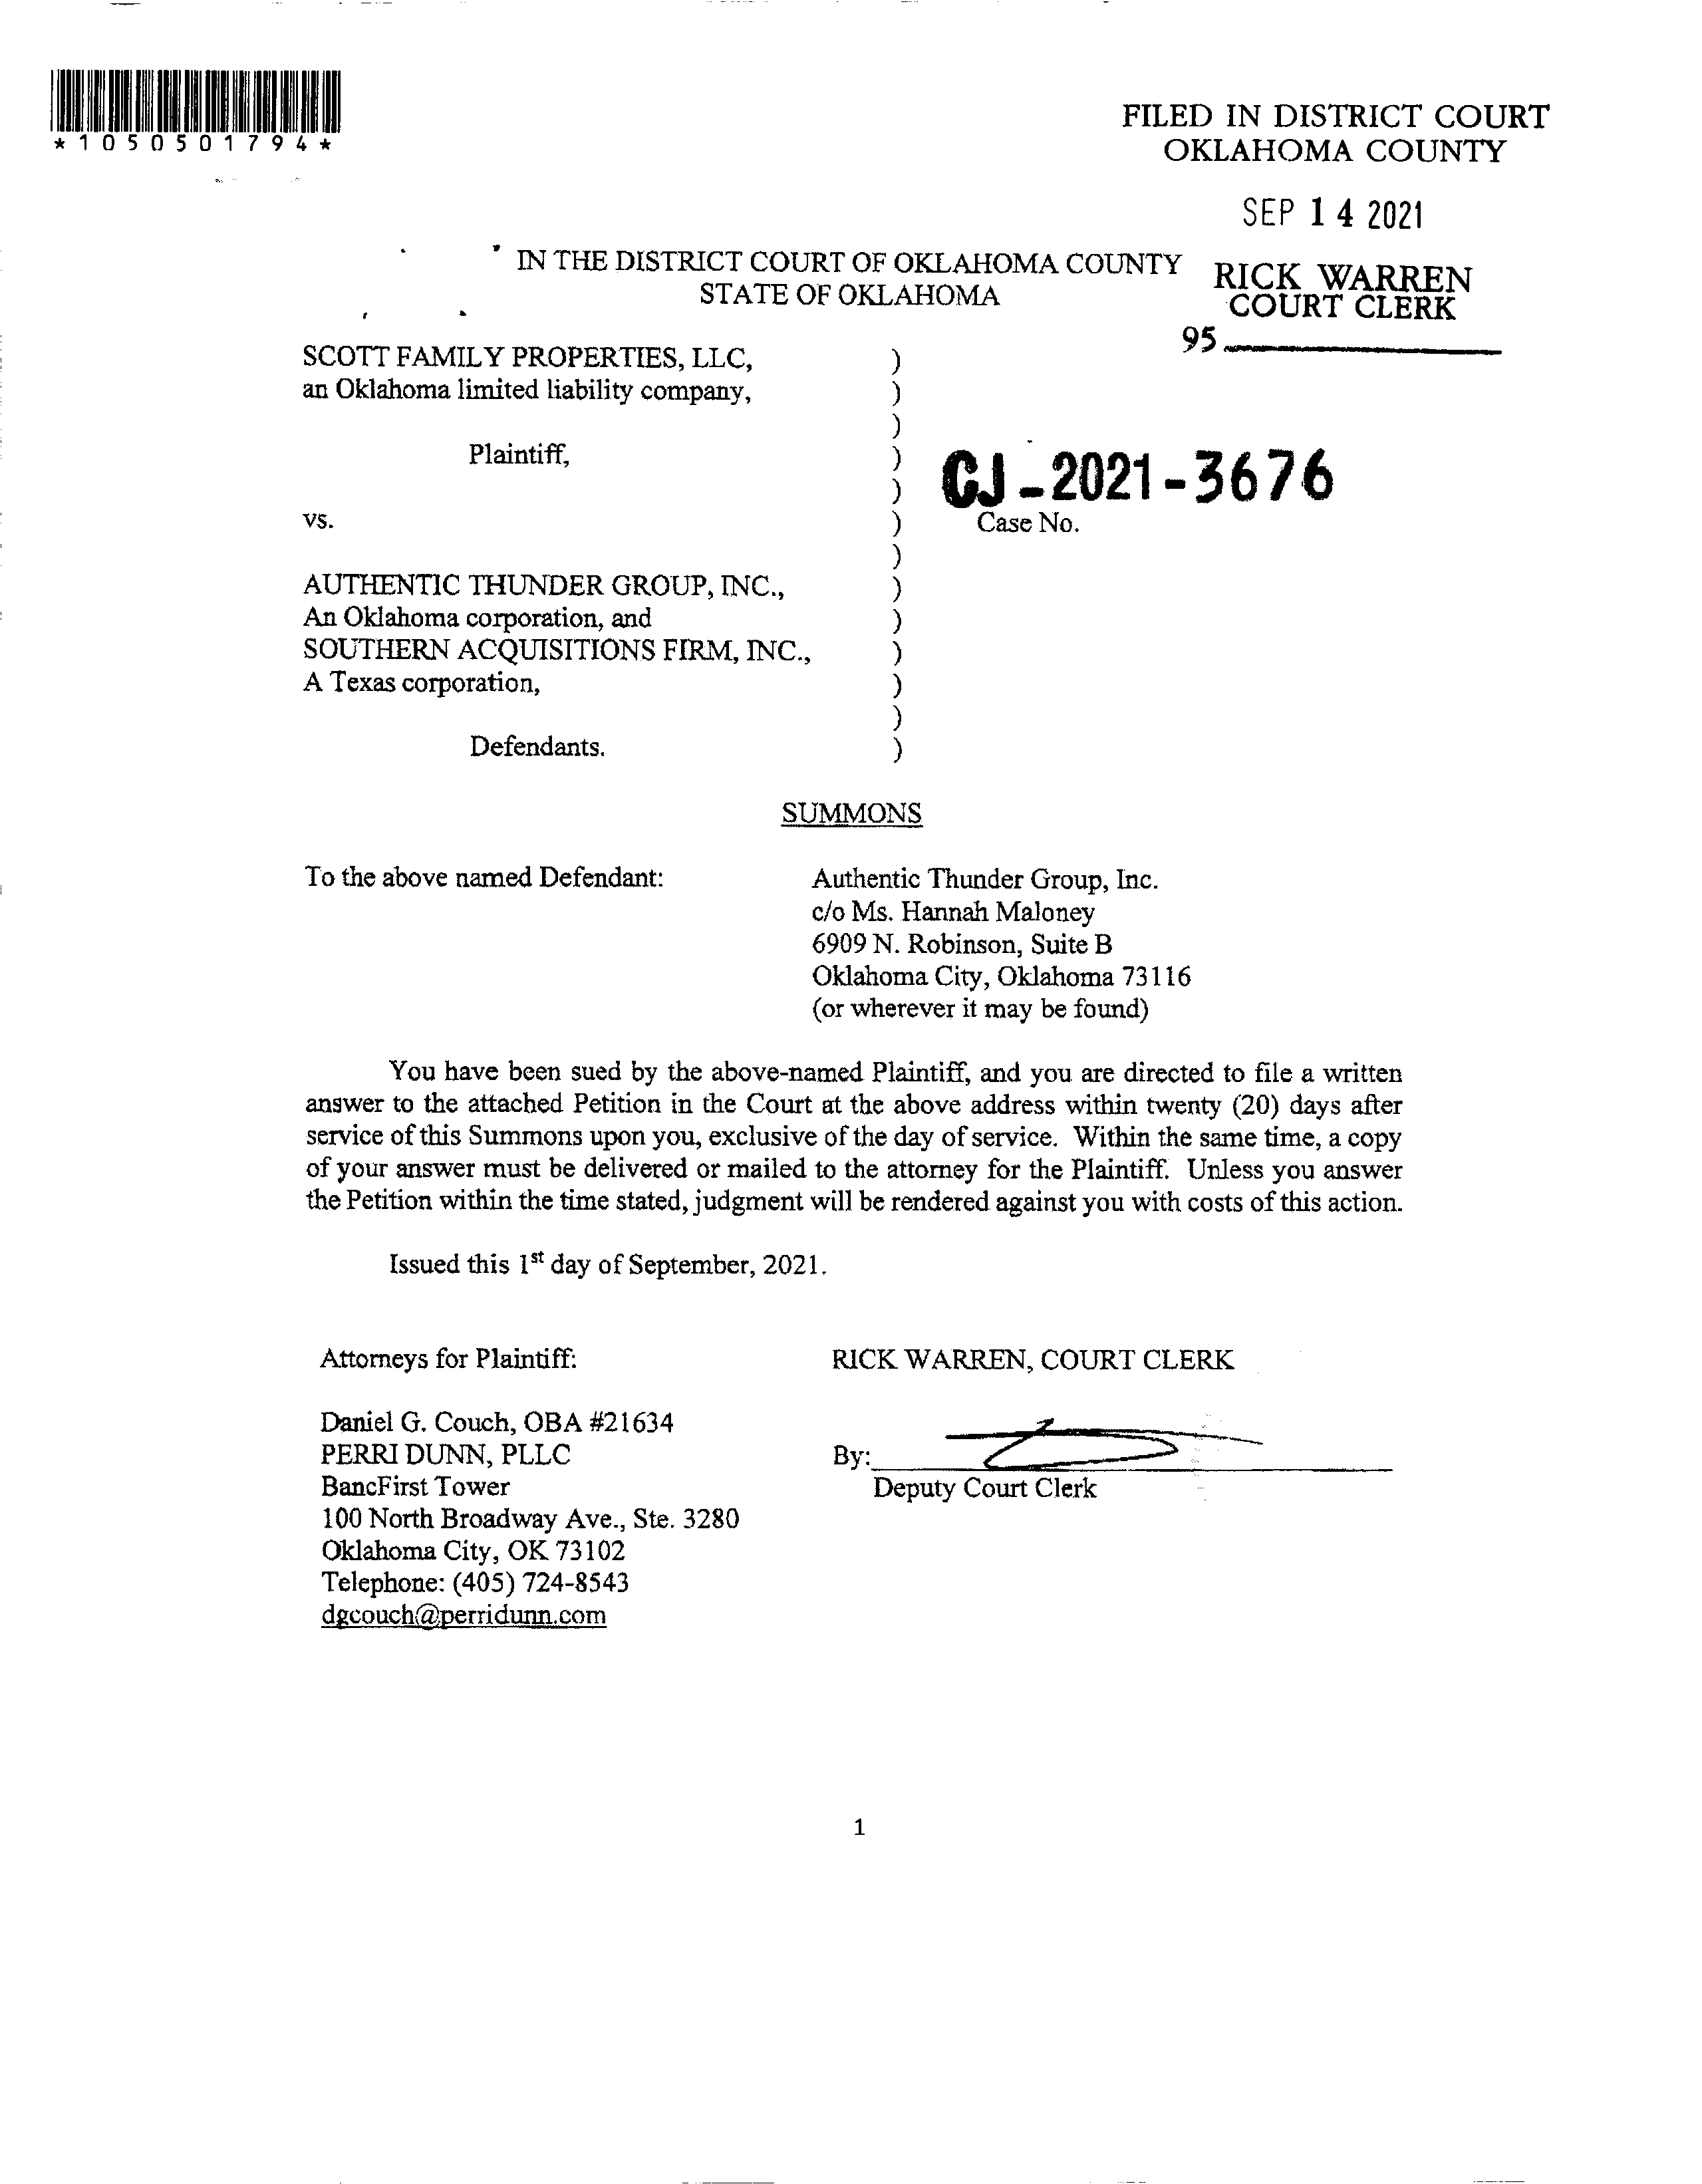 *1050501794*
FILED IN DISTRICT COURT
OKLAHOMA COUNTY
SEP 14 2021
RICK WARREN
COURT CLERK
95
IN THE DISTRICT COURT OF OKLAHOMA COUNTY
STATE OF OKLAHOMA
SCOTT FAMILY PROPERTIES, LLC, )
an Oklahoma limited liability company, )
)
Plaintiff, )
)
vs. )
)
AUTHENTIC THUNDER GROUP, INC., )
An Oklahoma corporation, and )
SOUTHERN ACQUISITIONS FIRM, INC., )
A Texas corporation, )
)
Defendants. )
CJ-2021-3676
Case No.
SUMMONS
To the above named Defendant:
Authentic Thunder Group, Inc.
c/o Ms. Hannah Maloney
6909 N. Robinson, Suite B
Oklahoma City, Oklahoma 73116
(or wherever it may be found)
You have been sued by the above-named Plaintiff, and you are directed to file a written
answer to the attached Petition in the Court at the above address within twenty (20) days after
service of this Summons upon you, exclusive of the day of service. Within the same time, a copy
of your answer must be delivered or mailed to the attorney for the Plaintiff. Unless you answer
the Petition within the time stated, judgment will be rendered against you with costs of this action.
Issued this 1st day of September, 2021.
Attorneys for Plaintiff:
Daniel G. Couch, OBA #21634
PERRI DUNN, PLLC
BancFirst Tower
100 North Broadway Ave., Ste. 3280
Oklahoma City, OK 73102
Telephone: (405) 724-8543
dgcouch@perridunn.com
RICK WARREN, COURT CLERK
By:
Deputy Court Clerk
1